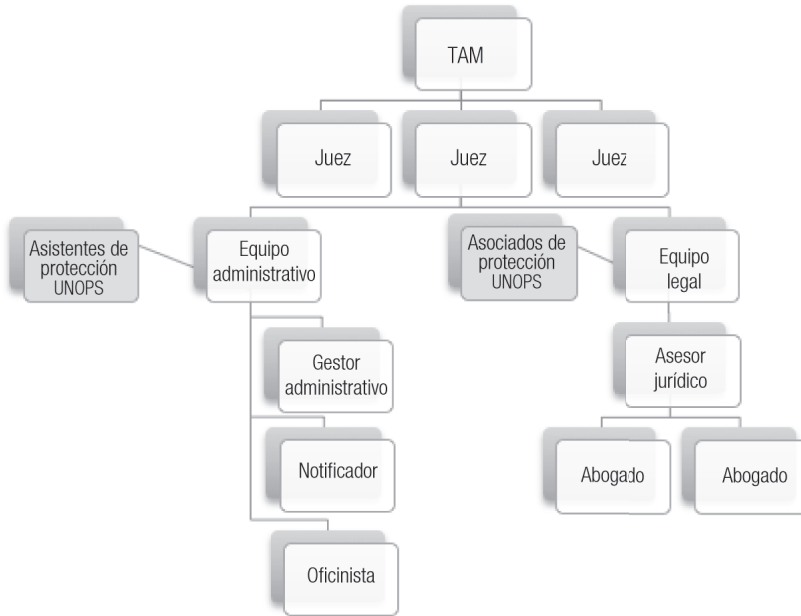 TAM
Juez
Juez
Juez
Asistentes de
protección
UNOPS
Equipo
administrativo
Asociados de
protección
UNOPS
Equipo
legal
Gestor
administrativo
Asesor
jurídico
Notificador
Abogado
Abogado
Oficinista